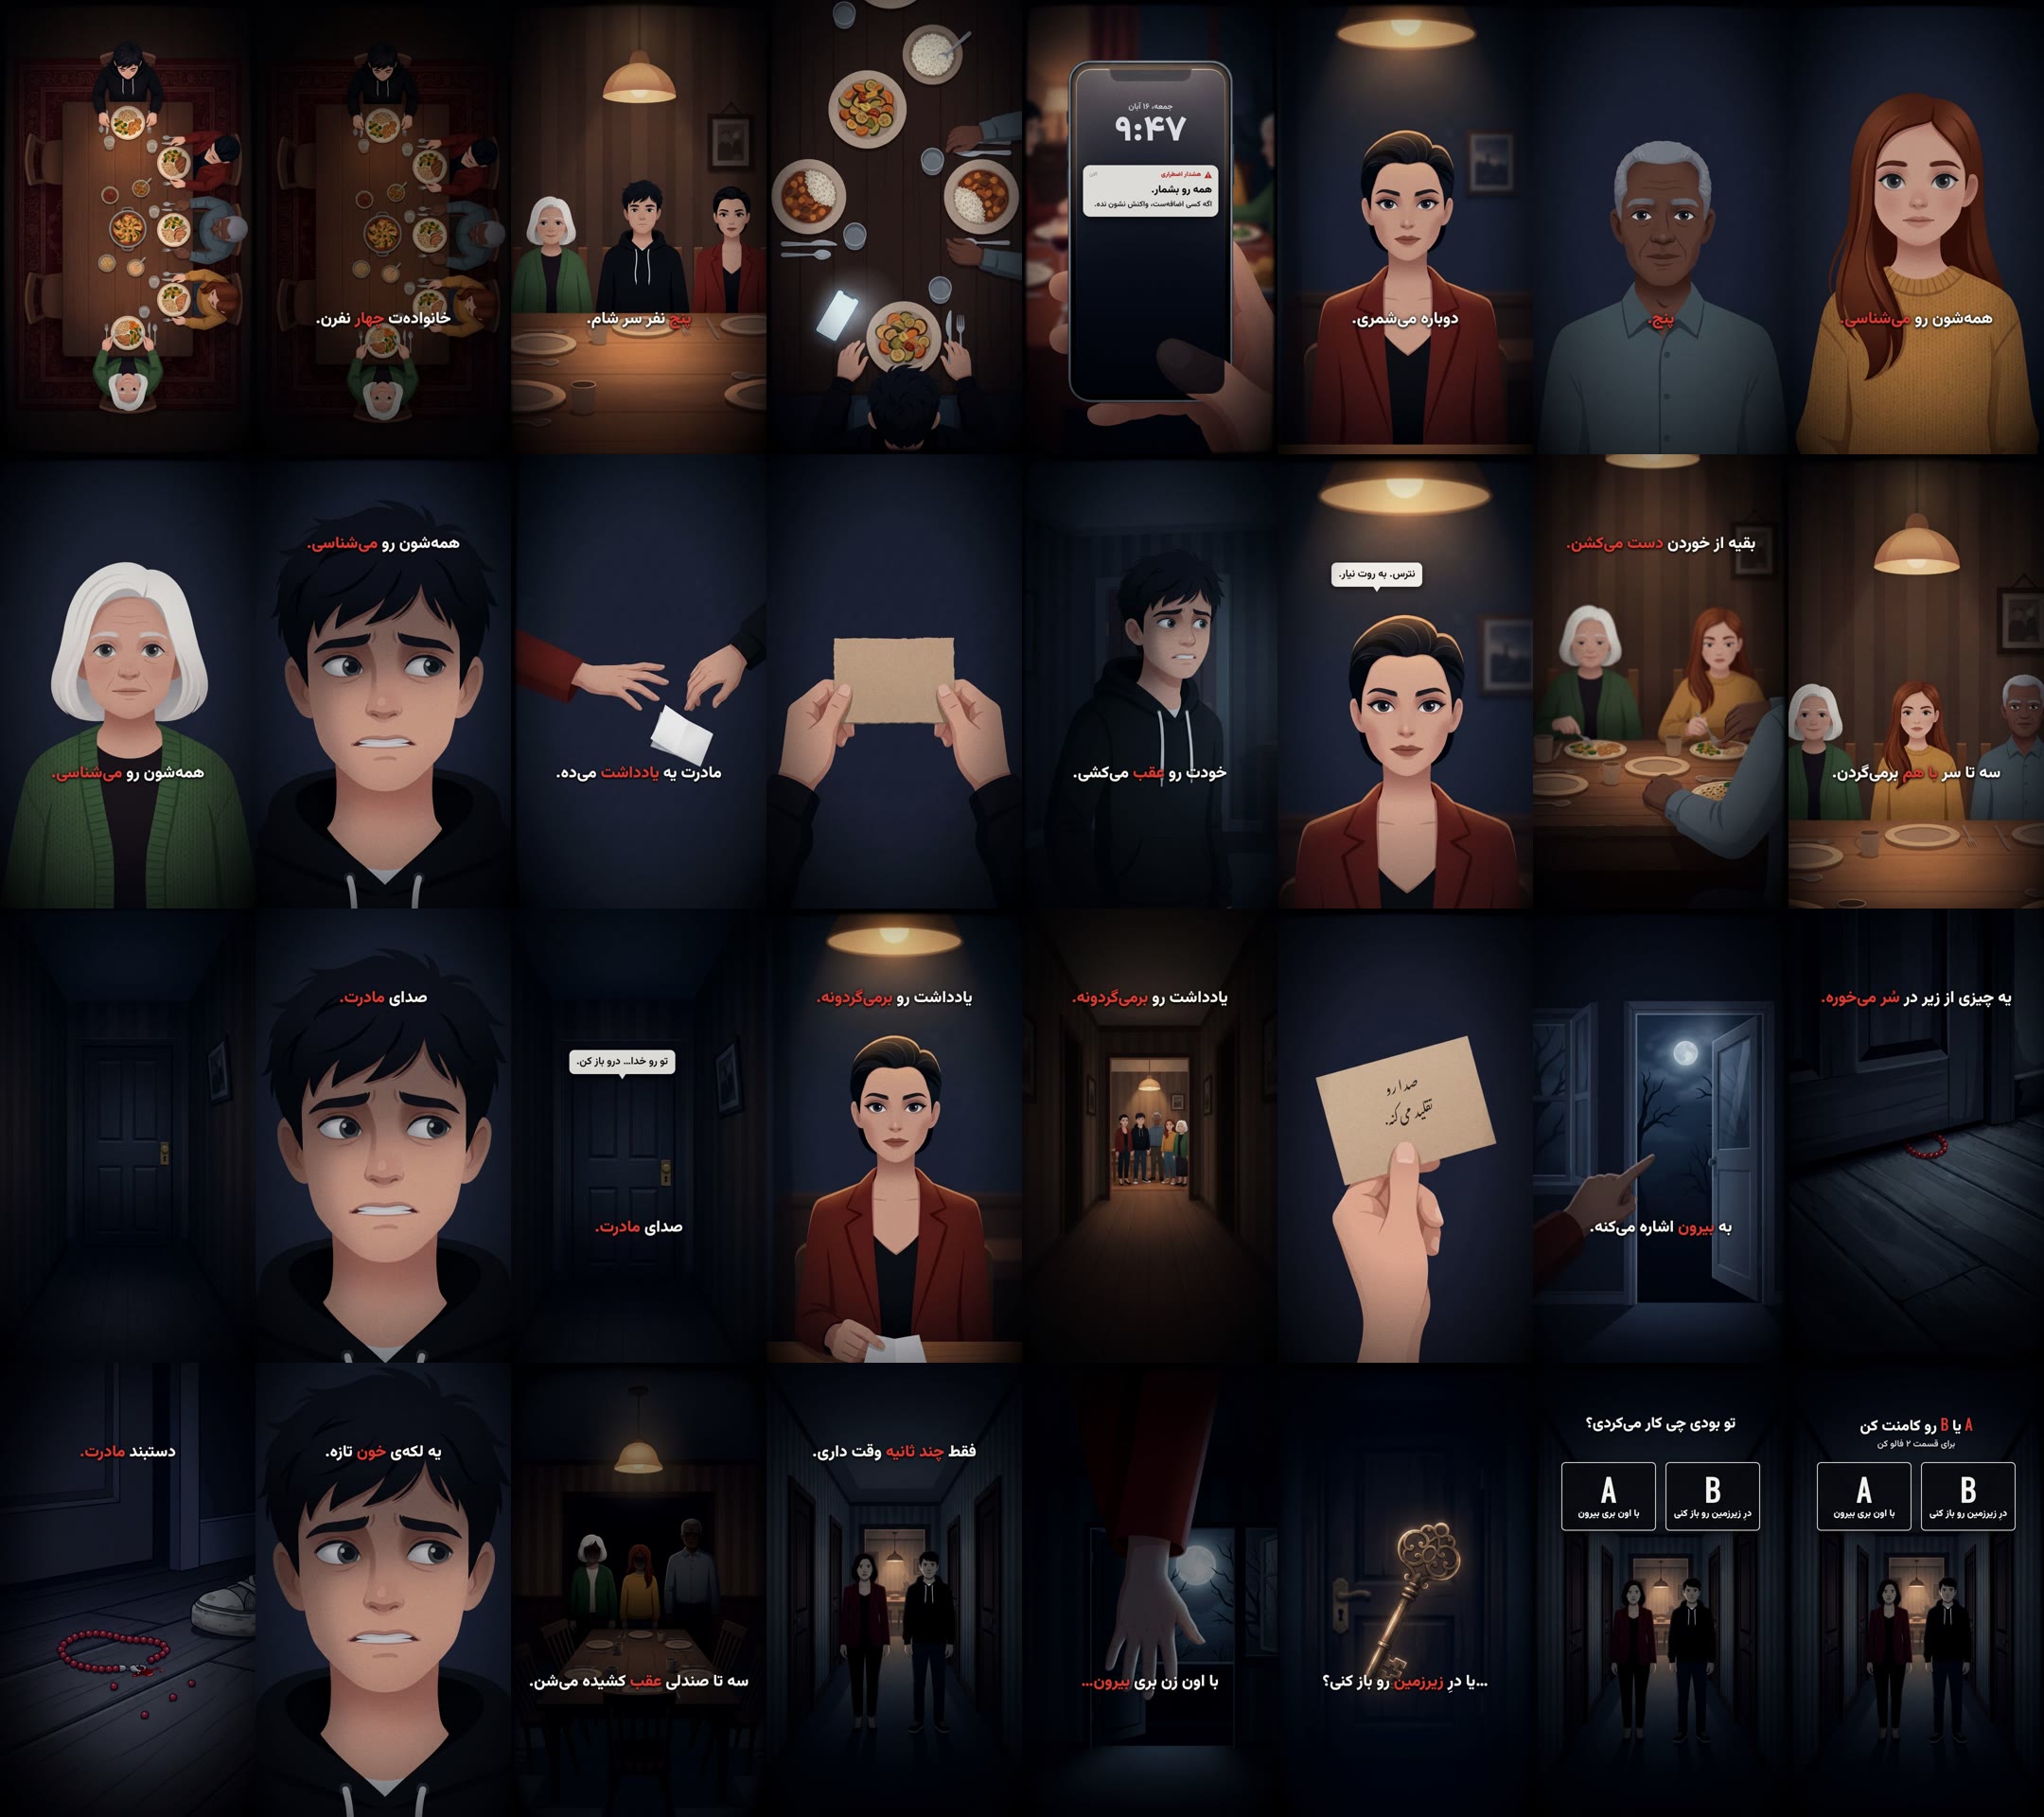 خانواده‌ت چهار نفرن.
پنج نفر سر شام.
جمعه، ۱۶ آبان
۹:۴۷
هشدار اضطراری
همه رو بشمار.
اگه کسی اضافه‌ست، واکنش نشون نده.
دوباره می‌شمری.
پنج.
همه‌شون رو می‌شناسی.
همه‌شون رو می‌شناسی.
همه‌شون رو می‌شناسی.
مادرت یه یادداشت می‌ده.
خودت رو عقب می‌کشی.
نترس. به روت نیار.
بقیه از خوردن دست می‌کشن.
سه تا سر با هم برمی‌گردن.
صدای مادرت.
تو رو خدا... درو باز کن.
صدای مادرت.
یادداشت رو برمی‌گردونه.
یادداشت رو برمی‌گردونه.
صدا رو
تقلید می‌کنه.
به بیرون اشاره می‌کنه.
یه چیزی از زیر در سُر می‌خوره.
دستبند مادرت.
یه لکه‌ی خون تازه.
سه تا صندلی عقب کشیده می‌شن.
فقط چند ثانیه وقت داری.
با اون زن بری بیرون...
...یا درِ زیرزمین رو باز کنی؟
تو بودی چی کار می‌کردی؟
A
با اون بری بیرون
B
درِ زیرزمین رو باز کنی
A یا B رو کامنت کن
برای قسمت ۲ فالو کن
A
با اون بری بیرون
B
درِ زیرزمین رو باز کنی